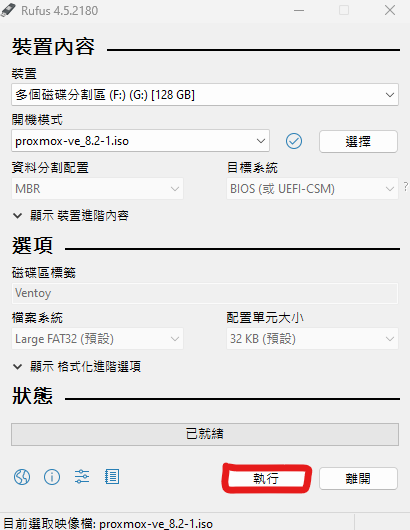 Rufus 4.5.2180
裝置內容
裝置
多個磁碟分割區 (F:) (G:) [128 GB]
開機模式
proxmox-ve_8.2-1.iso
選擇
資料分割配置 目標系統
MBR BIOS (或 UEFI-CSM) ?
顯示 裝置進階內容
選項
磁碟區標籤
Ventoy
檔案系統 配置單元大小
Large FAT32 (預設) 32 KB (預設)
顯示 格式化進階選項
狀態
已就緒
執行 離開
目前選取映像檔: proxmox-ve_8.2-1.iso